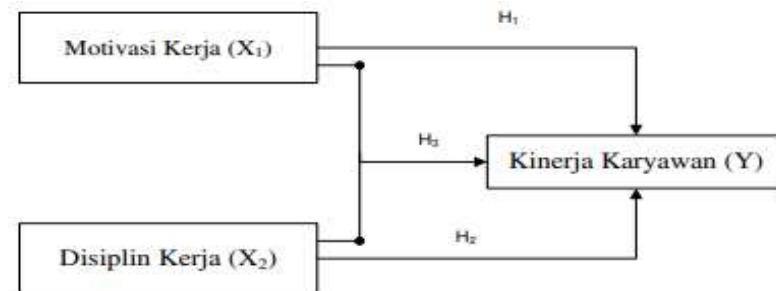 H₁
Motivasi Kerja (X₁)
H₃
Kinerja Karyawan (Y)
H₂
Disiplin Kerja (X₂)